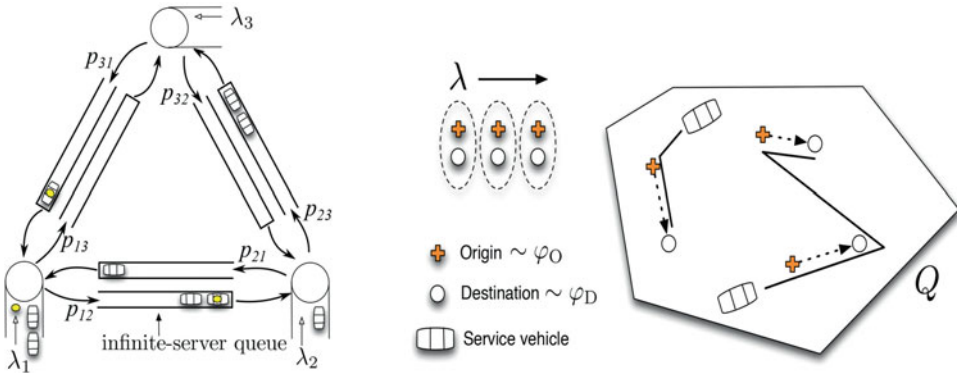 λ3
p31
p32
p13
p23
p21
p12
infinite-server queue
λ1
λ2
λ
Origin ∼ φO
Destination ∼ φD
Service vehicle
Q